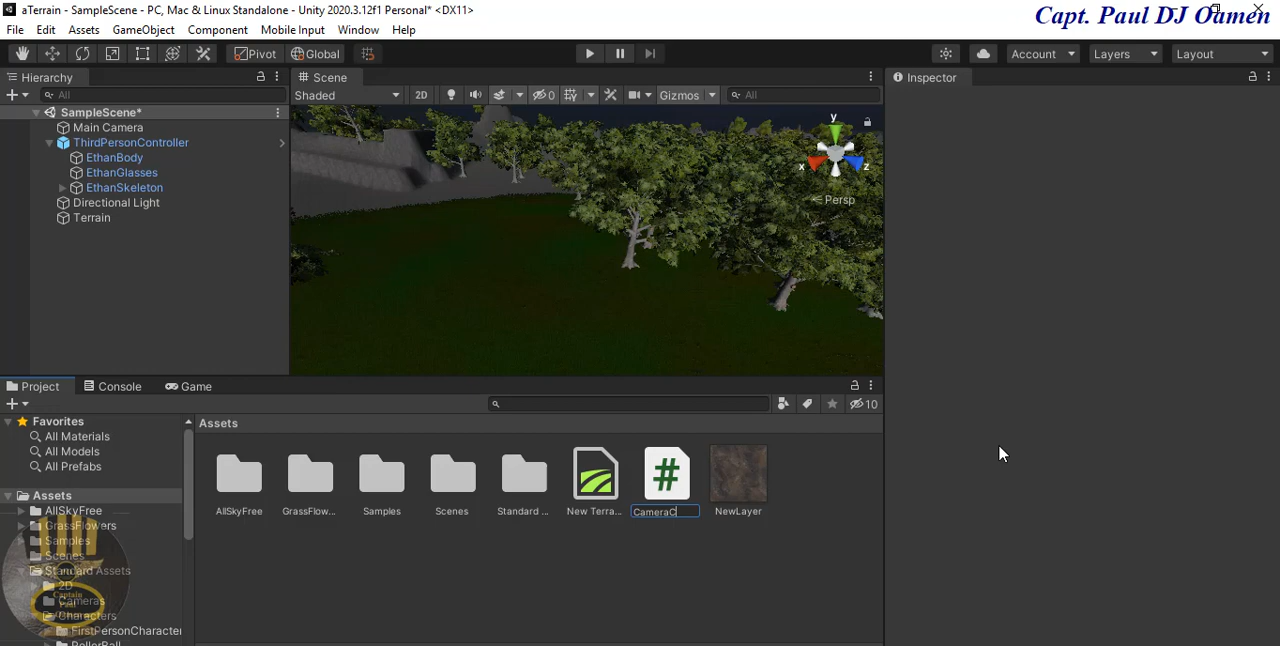 aTerrain - SampleScene - PC, Mac & Linux Standalone - Unity 2020.3.12f1 Personal* <DX11>
Capt. Paul DJ Oamen
File Edit Assets GameObject Component Mobile Input Window Help
Pivot Global Account Layers Layout
Hierarchy Scene Inspector
All Shaded 2D 0 Gizmos All
SampleScene*
Main Camera
ThirdPersonController
EthanBody
EthanGlasses
EthanSkeleton
Directional Light
Terrain
y
x z
Persp
Project Console Game
10
Favorites
All Materials
All Models
All Prefabs
Assets
AllSkyFree
GrassFlowers
Samples
Scenes
Standard Assets
2D
Cameras
Characters
FirstPersonCharacter
RollerBall
Assets
AllSkyFree GrassFlow... Samples Scenes Standard ... New Terra... CameraC NewLayer